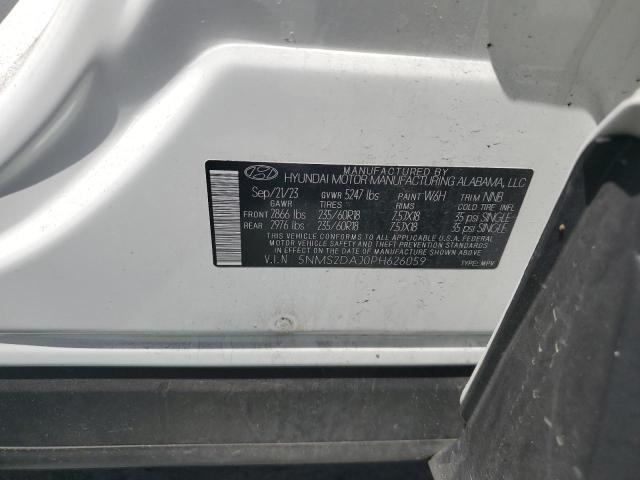 MANUFACTURED BY
HYUNDAI MOTOR MANUFACTURING ALABAMA, LLC
Sep/21/23 GVWR 5247 lbs PAINT W6H TRIM NNB
GAWR TIRES RIMS COLD TIRE INFL
FRONT 2866 lbs 235/60R18 7.5JX18 35 psi SINGLE
REAR 2976 lbs 235/60R18 7.5JX18 35 psi SINGLE
THIS VEHICLE CONFORMS TO ALL APPLICABLE U.S.A. FEDERAL
MOTOR VEHICLE SAFETY AND THEFT PREVENTION STANDARDS
IN EFFECT ON THE DATE OF MANUFACTURE SHOWN ABOVE.
V.I.N 5NMS2DAJ0PH626059 TYPE: MPV